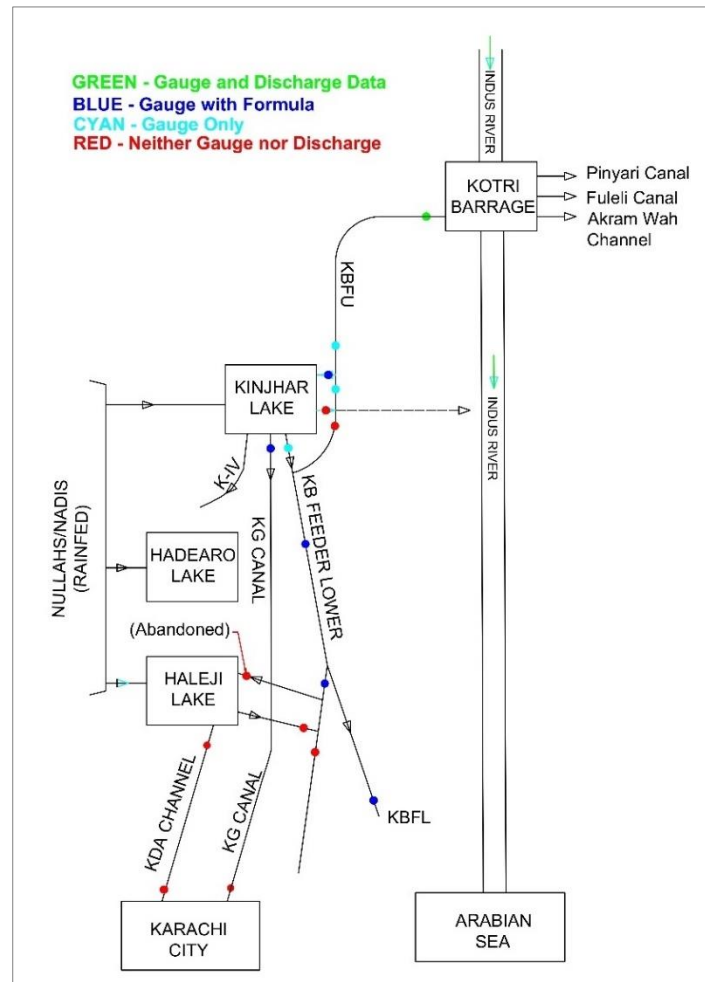 GREEN - Gauge and Discharge Data
BLUE - Gauge with Formula
CYAN - Gauge Only
RED - Neither Gauge nor Discharge
INDUS RIVER
KOTRI
BARRAGE
Pinyari Canal
Fuleli Canal
Akram Wah
Channel
KBFU
KINJHAR
LAKE
INDUS RIVER
NULLAHS/NADIS
(RAINFED)
K-IV
KG CANAL
KB FEEDER LOWER
HADEARO
LAKE
(Abandoned)
HALEJI
LAKE
KDA CHANNEL
KG CANAL
KBFL
KARACHI
CITY
ARABIAN
SEA